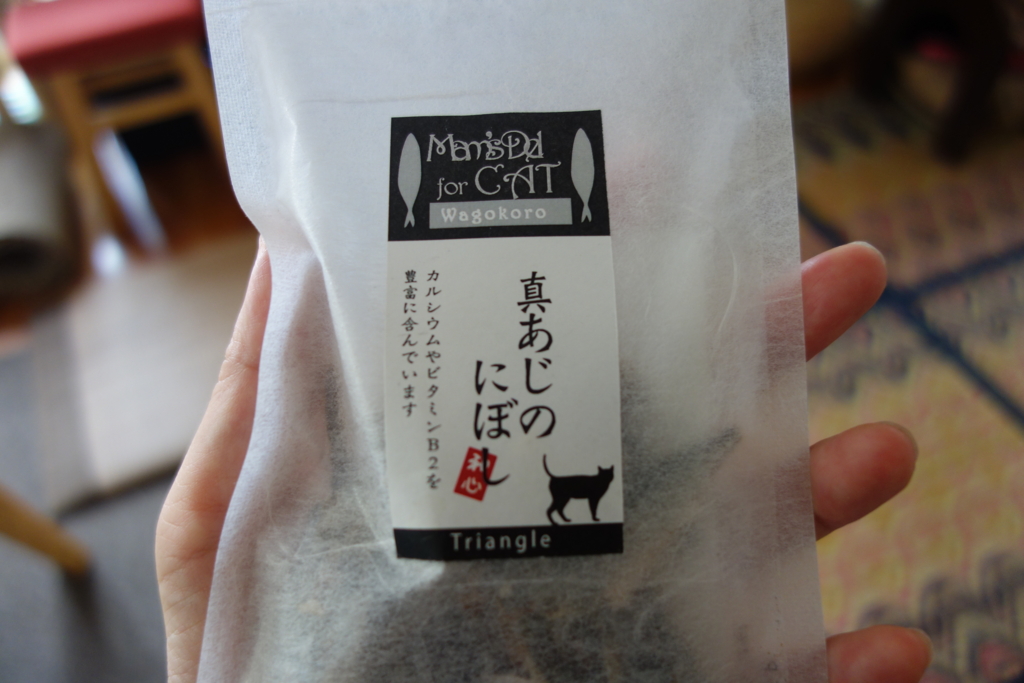 Mam'sDeli
for CAT
Wagokoro
真あじの
にぼし
和心
カルシウムやビタミンB2を
豊富に含んでいます
Triangle